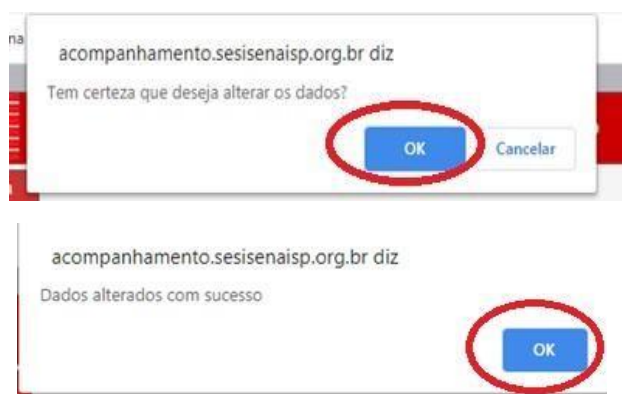 na
acompanhamento.sesisenaisp.org.br diz
Tem certeza que deseja alterar os dados?
OK Cancelar
acompanhamento.sesisenaisp.org.br diz
Dados alterados com sucesso
OK